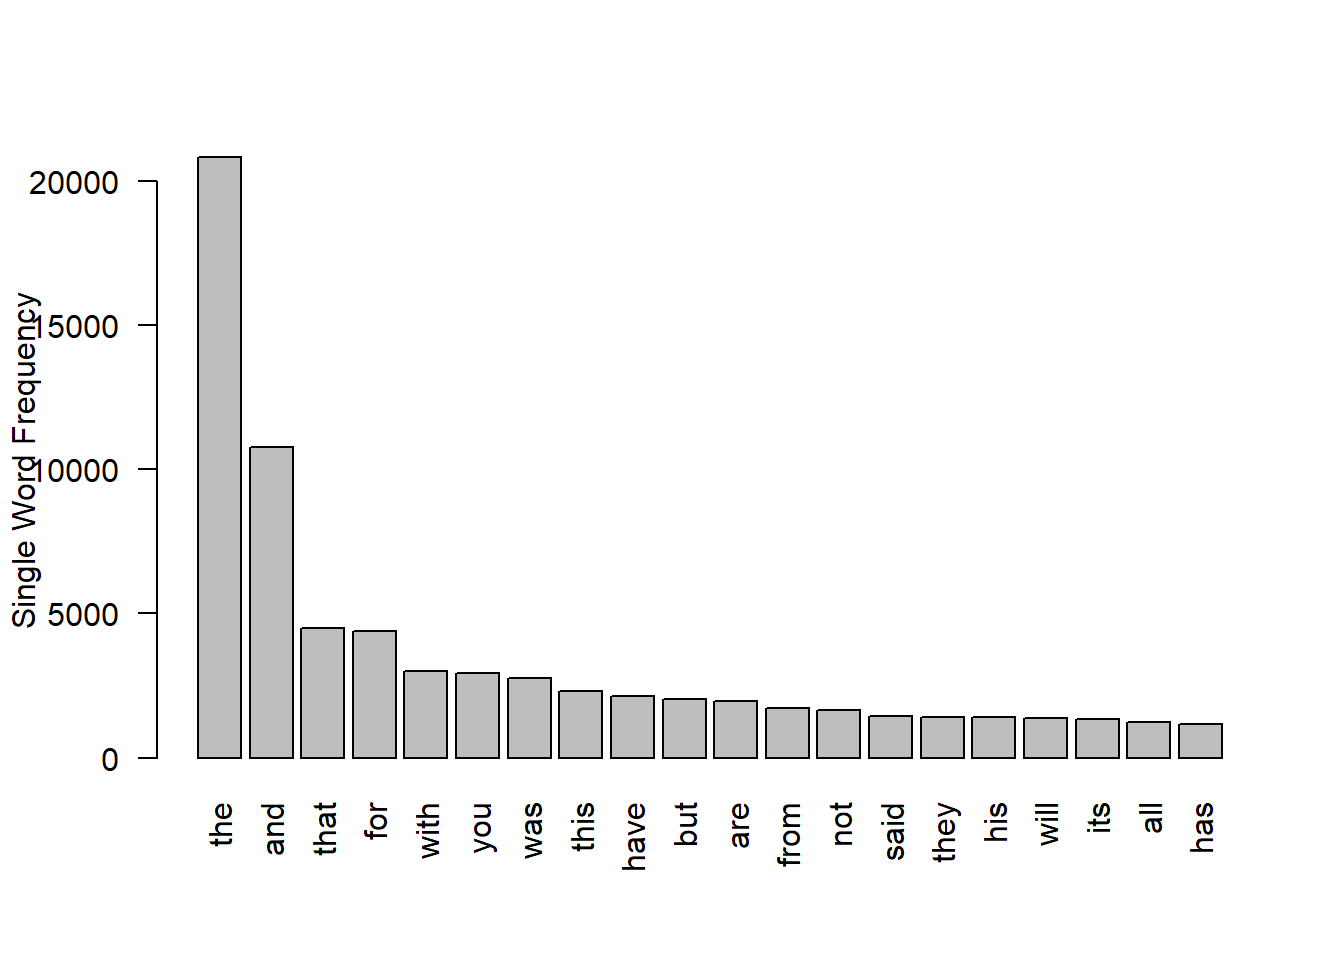 Single Word Frequency
20000
15000
10000
5000
0
the
and
that
for
with
you
was
this
have
but
are
from
not
said
they
his
will
its
all
has